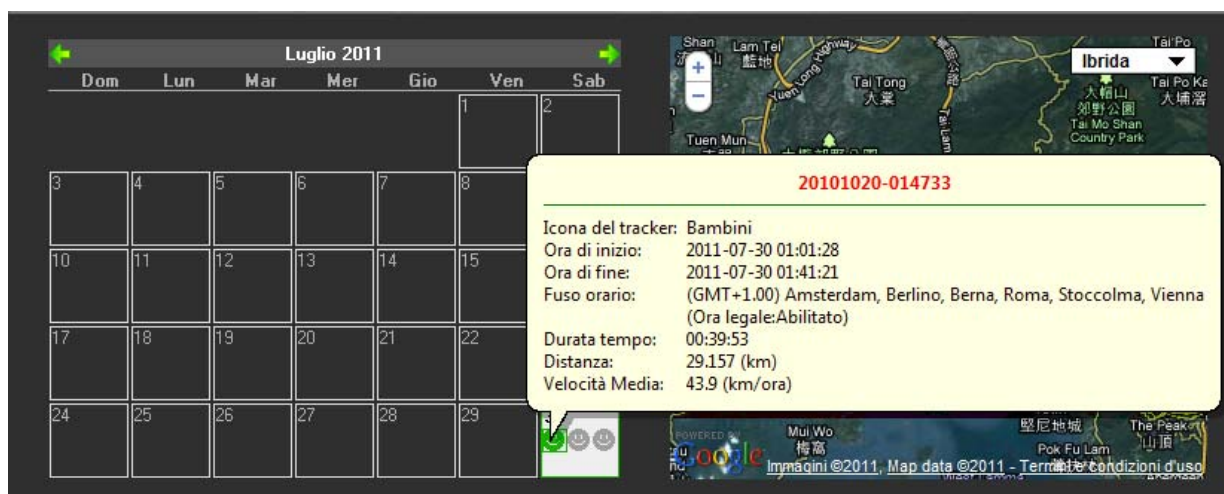 Luglio 2011
Dom Lun Mar Mer Gio Ven Sab
1 2
3 4 5 6 7 8
10 11 12 13 14 15
17 18 19 20 21 22
24 25 26 27 28 29
Lam Tei
藍地
Highway
Tai Po
Ibrida
+
-
Yuen Long
Tai Tong
大棠
公路
Tai Lam
大帽山
郊野公園
Tai Mo Shan
Country Park
大埔滘
Tuen Mun
20101020-014733
Icona del tracker: Bambini
Ora di inizio: 2011-07-30 01:01:28
Ora di fine: 2011-07-30 01:41:21
Fuso orario: (GMT+1.00) Amsterdam, Berlino, Berna, Roma, Stoccolma, Vienna
(Ora legale:Abilitato)
Durata tempo: 00:39:53
Distanza: 29.157 (km)
Velocità Media: 43.9 (km/ora)
POWERED BY
Google
Mui Wo
梅窩
堅尼地城
The Peak
山頂
Pok Fu Lam
Immagini ©2011, Map data ©2011 - Termini e condizioni d'uso